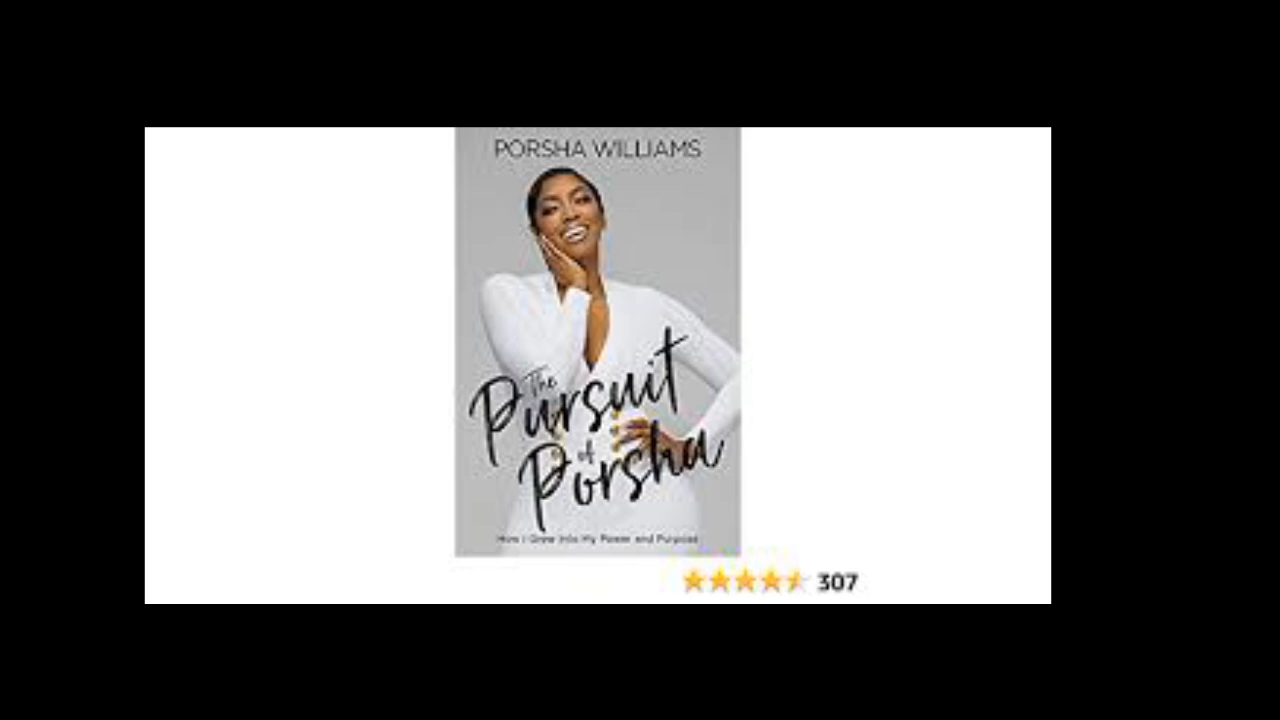 PORSHA WILLIAMS
The
Pursuit
of
Porsha
How I Grew Into My Power and Purpose
307